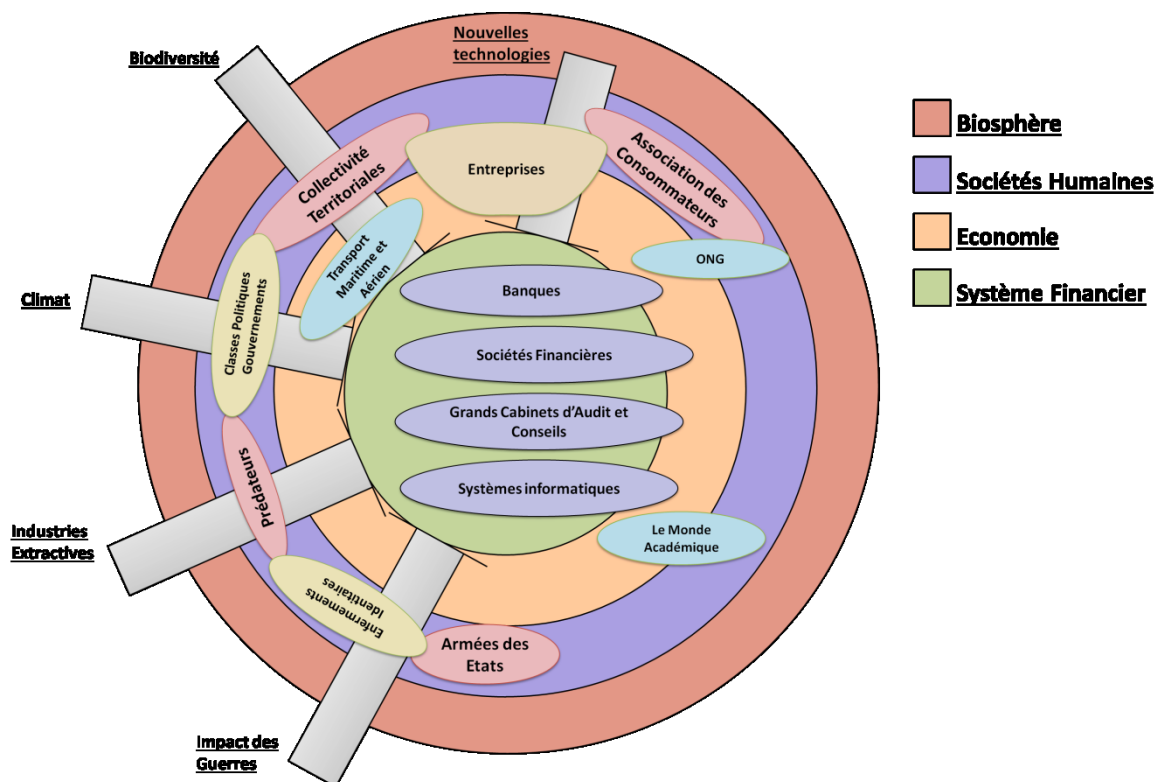 Nouvelles
technologies
Biodiversité
Biosphère
Sociétés Humaines
Economie
Système Financier
Collectivité
Territoriales
Entreprises
Association des
Consommateurs
Transport
Maritime et
Aérien
ONG
Climat
Classes Politiques
Gouvernements
Banques
Sociétés Financières
Grands Cabinets d'Audit et
Conseils
Systèmes informatiques
Prédateurs
Industries
Extractives
Le Monde
Académique
Enfermements
Identitaires
Armées des
Etats
Impact des
Guerres